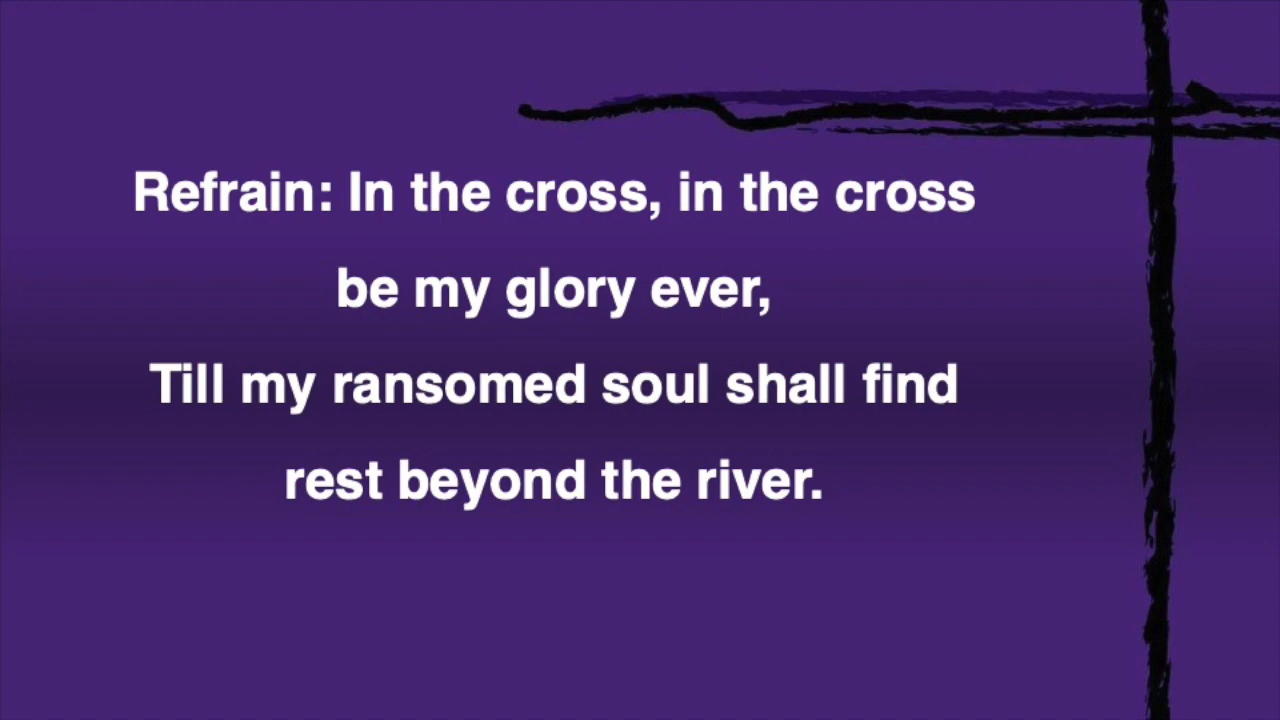 Refrain: In the cross, in the cross
be my glory ever,
Till my ransomed soul shall find
rest beyond the river.